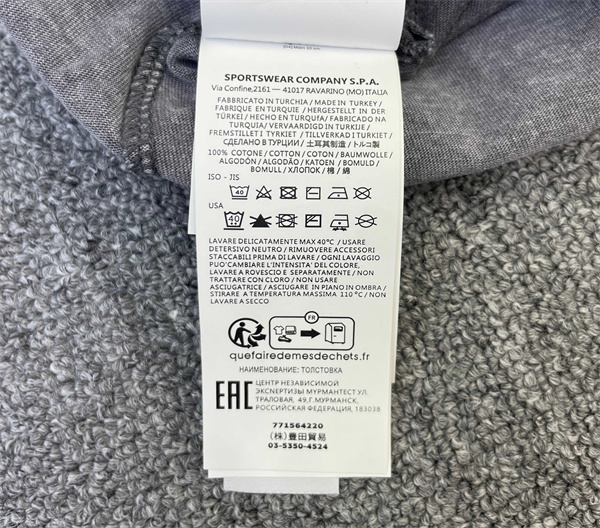 SPORTSWEAR COMPANY S.P.A.
Via Confine,2161 — 41017 RAVARINO (MO) ITALIA
FABBRICATO IN TURCHIA / MADE IN TURKEY /
FABRIQUE EN TURQUIE / HERGESTELLT IN DER
TÜRKEI / HECHO EN TURQUÍA / FABRICADO NA
TURQUIA/ VERVAARDIGD IN TURKIJE /
FREMSTILLET I TYRKIET / TILLVERKAD I TURKIET /
СДЕЛАНО В ТУРЦИИ / 土耳其制造 / トルコ製
100% COTONE / COTTON / COTON / BAUMWOLLE /
ALGODÓN / ALGODÃO / KATOEN / BOMULD /
BOMULL / ХЛОПОК / 棉 / 綿
ISO - JIS
40
USA
40
LAVARE DELICATAMENTE MAX 40°C / USARE
DETERSIVO NEUTRO / RIMUOVERE ACCESSORI
STACCABILI PRIMA DI LAVARE / OGNI LAVAGGIO
PUO'CAMBIARE L'INTENSITA' DEL COLORE,
LAVARE A ROVESCIO E SEPARATAMENTE / NON
TRATTARE CON CLORO / NON USARE
ASCIUGATRICE / ASCIUGARE IN PIANO IN OMBRA /
STIRARE A TEMPERATURA MASSIMA 110 °C / NON
LAVARE A SECCO
FR
quefairedemesdechets.fr
НАИМЕНОВАНИЕ: ТОЛСТОВКА
EAC
ЦЕНТР НЕЗАВИСИМОЙ
ЭКСПЕРТИЗЫ МУРМАНТЕСТ УЛ.
ТРАЛОВАЯ, 49,Г.МУРМАНСК,
РОССИЙСКАЯ ФЕДЕРАЦИЯ, 183038
771564220
(株)豊田貿易
03-5350-4524